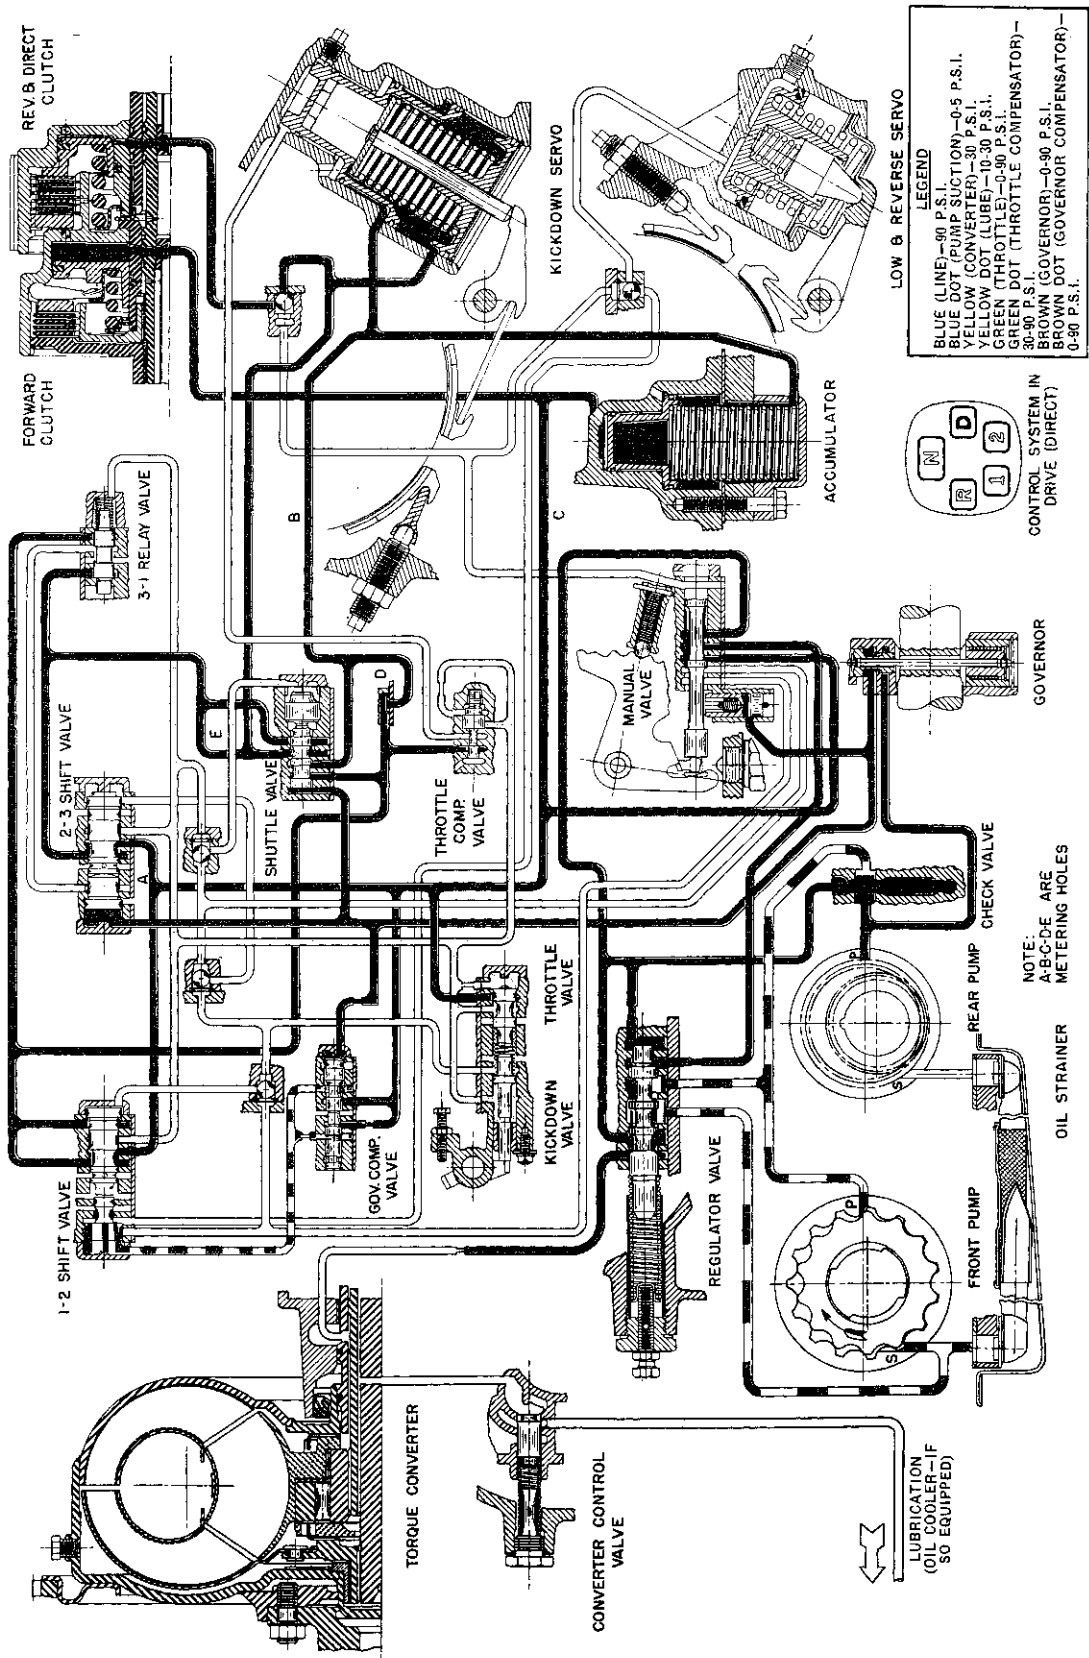 FORWARD
CLUTCH
REV. & DIRECT
CLUTCH
3-1 RELAY VALVE
2-3 SHIFT VALVE
1-2 SHIFT VALVE
A
B
C
D
E
SHUTTLE VALVE
KICKDOWN SERVO
THROTTLE
COMP.
VALVE
GOV. COMP.
VALVE
TORQUE CONVERTER
THROTTLE
VALVE
KICKDOWN
VALVE
MANUAL
VALVE
ACCUMULATOR
LOW & REVERSE SERVO
CONVERTER CONTROL
VALVE
REGULATOR VALVE
LEGEND
BLUE (LINE)—90 P.S.I.
BLUE DOT (PUMP SUCTION)—0-5 P.S.I.
YELLOW (CONVERTER)—30 P.S.I.
YELLOW DOT (LUBE)—10-30 P.S.I.
GREEN (THROTTLE)—0-90 P.S.I.
GREEN DOT (THROTTLE COMPENSATOR)—
30-90 P.S.I.
BROWN (GOVERNOR)—0-90 P.S.I.
BROWN DOT (GOVERNOR COMPENSATOR)—
0-90 P.S.I.
R
N
D
1
2
CONTROL SYSTEM IN
DRIVE (DIRECT)
GOVERNOR
CHECK VALVE
P
S
REAR PUMP
P
S
FRONT PUMP
LUBRICATION
(OIL COOLER—IF
SO EQUIPPED)
OIL STRAINER
NOTE:
A-B-C-D-E ARE
METERING HOLES